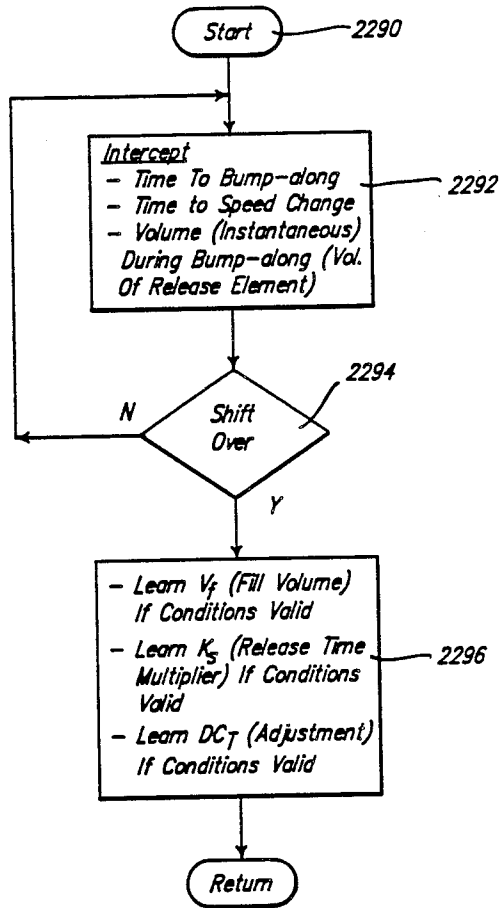 Start
2290
Intercept
- Time To Bump-along
- Time to Speed Change
- Volume (Instantaneous)
During Bump-along (Vol.
Of Release Element)
2292
Shift
Over
2294
N
Y
- Learn Vf (Fill Volume)
If Conditions Valid
- Learn Ks (Release Time
Multiplier) If Conditions
Valid
- Learn DCT (Adjustment)
If Conditions Valid
2296
Return